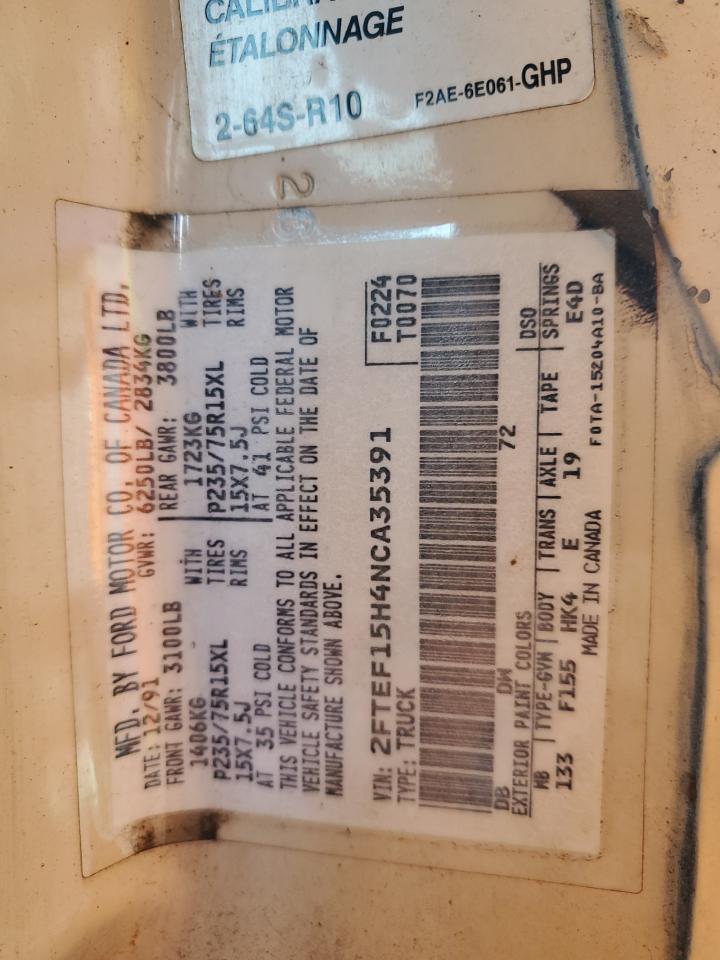 ÉTALONNAGE
2-64S-R10 F2AE-6E061-GHP
MFD. BY FORD MOTOR CO. OF CANADA LTD.
DATE: 12/91 GVWR: 6250LB/ 2834KG
FRONT GAWR: 3100LB REAR GAWR: 3800LB
1406KG WITH 1723KG WITH
P235/75R15XL TIRES P235/75R15XL TIRES
15X7.5J RIMS 15X7.5J RIMS
AT 35 PSI COLD AT 41 PSI COLD
THIS VEHICLE CONFORMS TO ALL APPLICABLE FEDERAL MOTOR
VEHICLE SAFETY STANDARDS IN EFFECT ON THE DATE OF
MANUFACTURE SHOWN ABOVE.
VIN: 2FTEF15H4NCA35391 F0224
TYPE: TRUCK T0070
DB DW 72
EXTERIOR PAINT COLORS DSO
WB TYPE-GVW BODY TRANS AXLE TAPE SPRINGS
133 F155 HK4 E 19 E4D
MADE IN CANADA F0TA-15204A10-BA